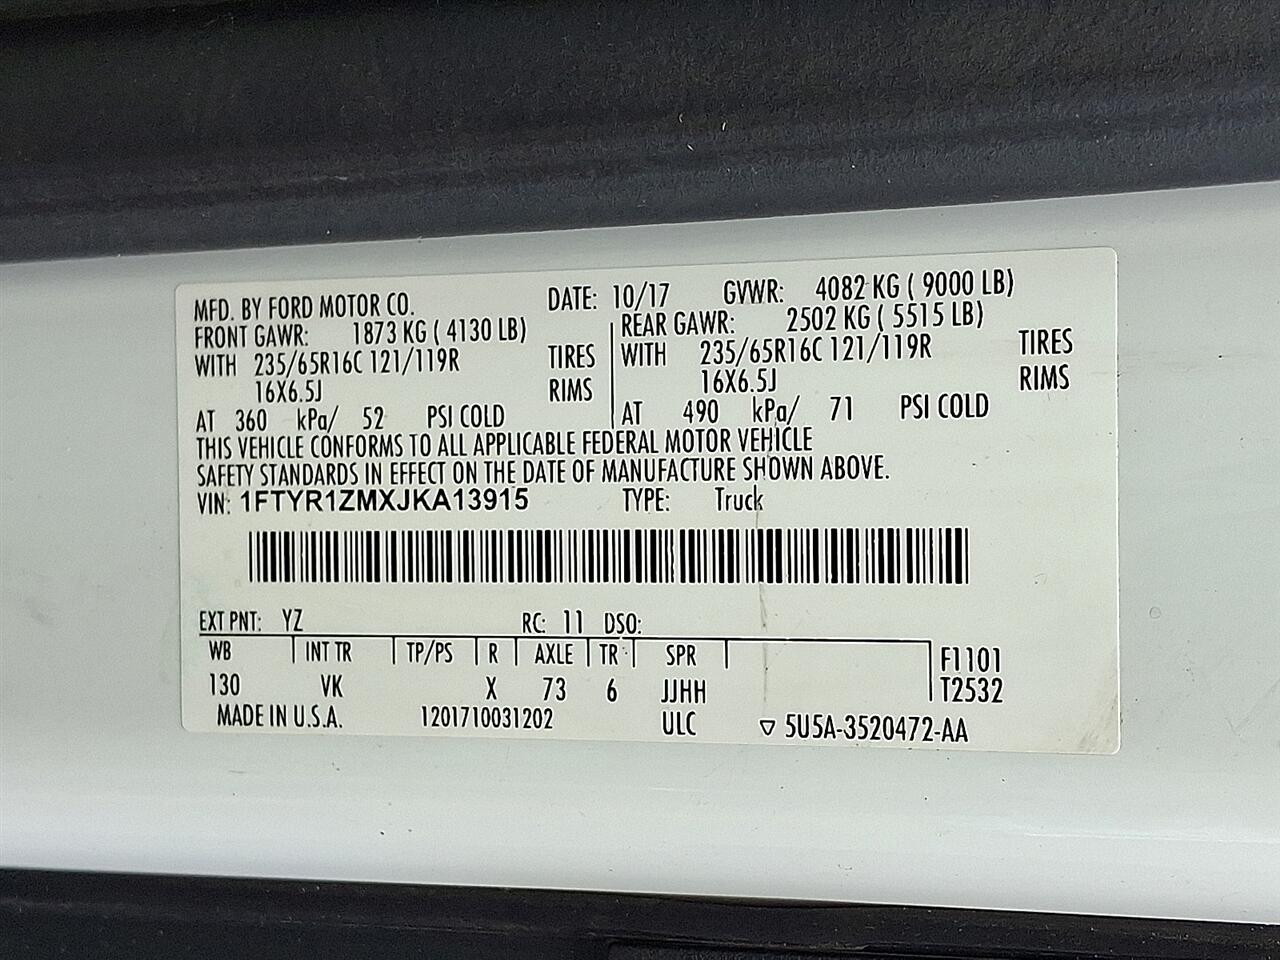 MFD. BY FORD MOTOR CO. DATE: 10/17 GVWR: 4082 KG ( 9000 LB)
FRONT GAWR: 1873 KG ( 4130 LB) REAR GAWR: 2502 KG ( 5515 LB)
WITH 235/65R16C 121/119R TIRES WITH 235/65R16C 121/119R TIRES
16X6.5J RIMS 16X6.5J RIMS
AT 360 kPa/ 52 PSI COLD AT 490 kPa/ 71 PSI COLD
THIS VEHICLE CONFORMS TO ALL APPLICABLE FEDERAL MOTOR VEHICLE
SAFETY STANDARDS IN EFFECT ON THE DATE OF MANUFACTURE SHOWN ABOVE.
VIN: 1FTYR1ZMXJKA13915 TYPE: Truck
EXT PNT: YZ RC: 11 DSO:
WB INT TR TP/PS R AXLE TR SPR F1101
130 VK X 73 6 JJHH T2532
MADE IN U.S.A. 1201710031202 ULC ▽ 5U5A-3520472-AA